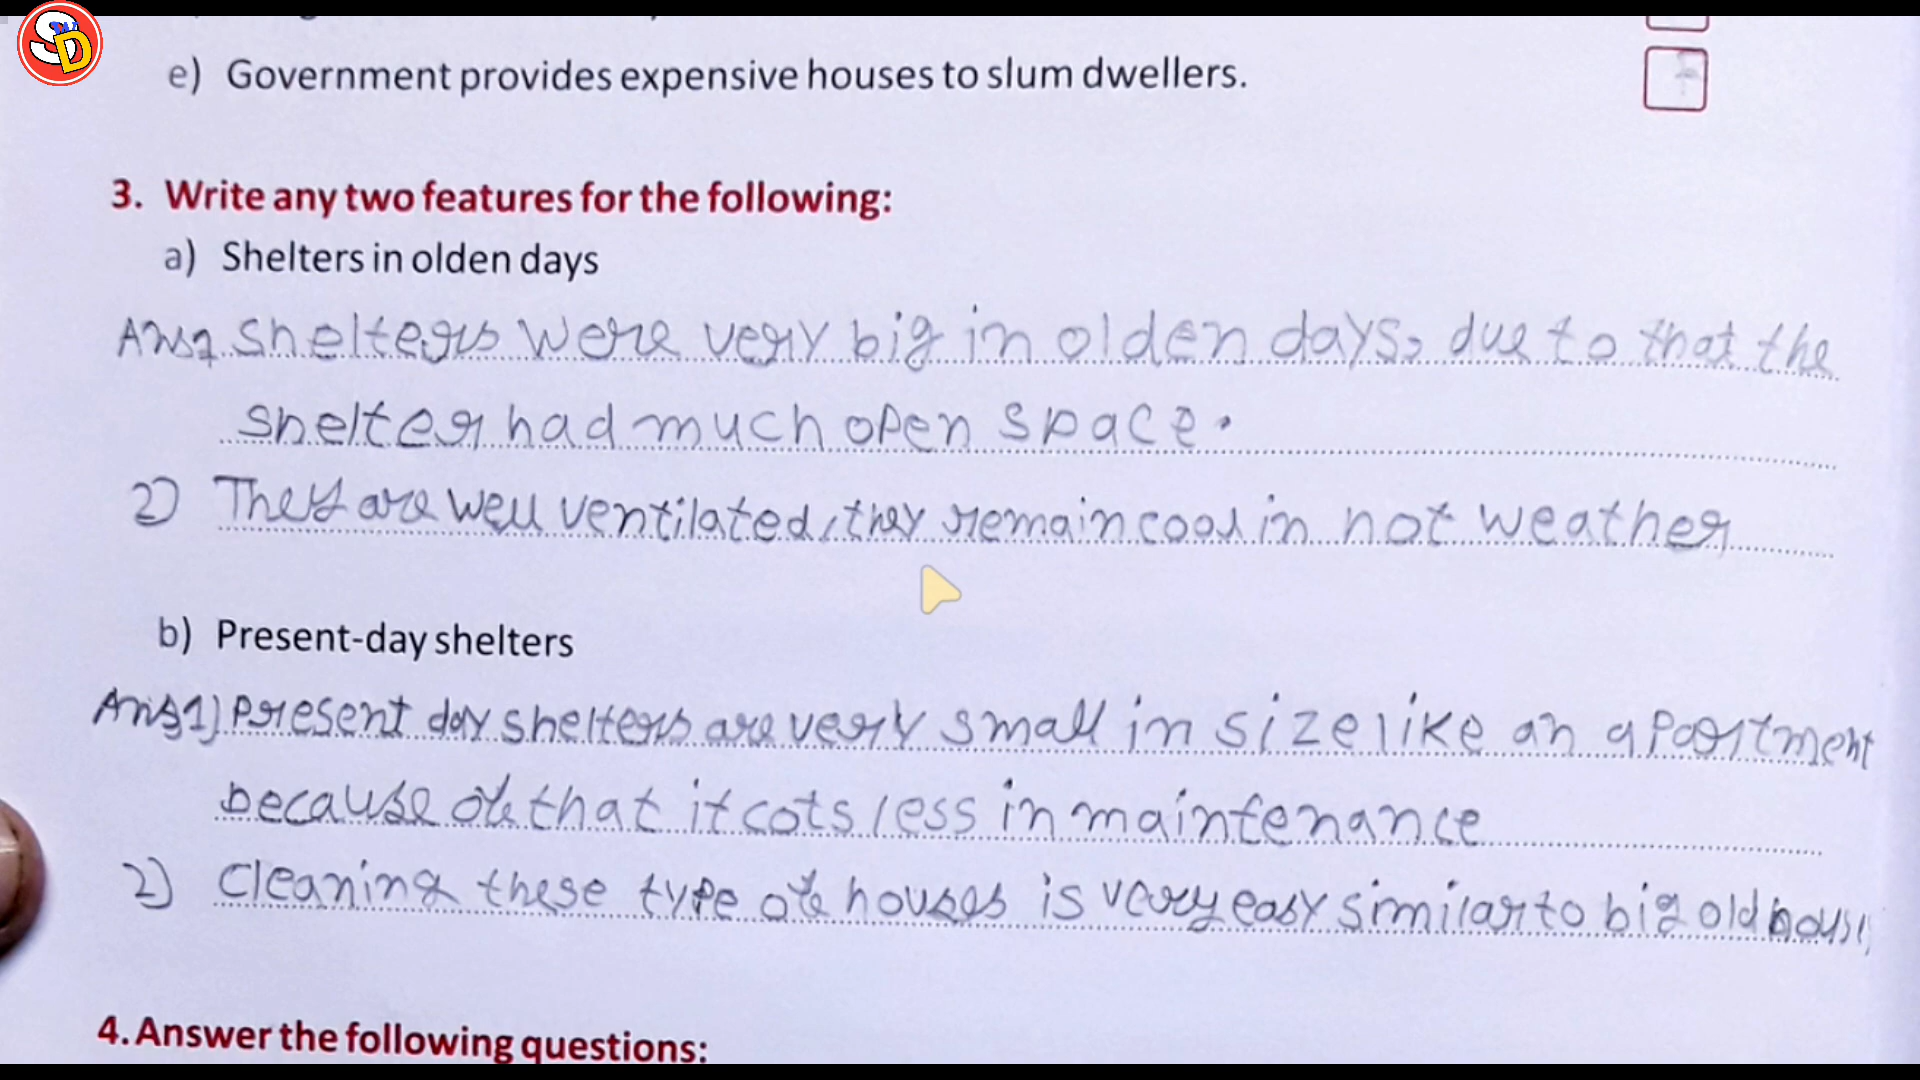 SD
e) Government provides expensive houses to slum dwellers.
3. Write any two features for the following:
a) Shelters in olden days
Ans1 shelters were very big in olden days, due to that the
shelter had much open space.
2) They are well ventilated, they remain cool in hot weather
b) Present-day shelters
Ans1) Present day shelters are very small in size like an apartment
because of that it cots less in maintenance
2) Cleaning these type of houses is very easy similar to big old house
4. Answer the following questions: